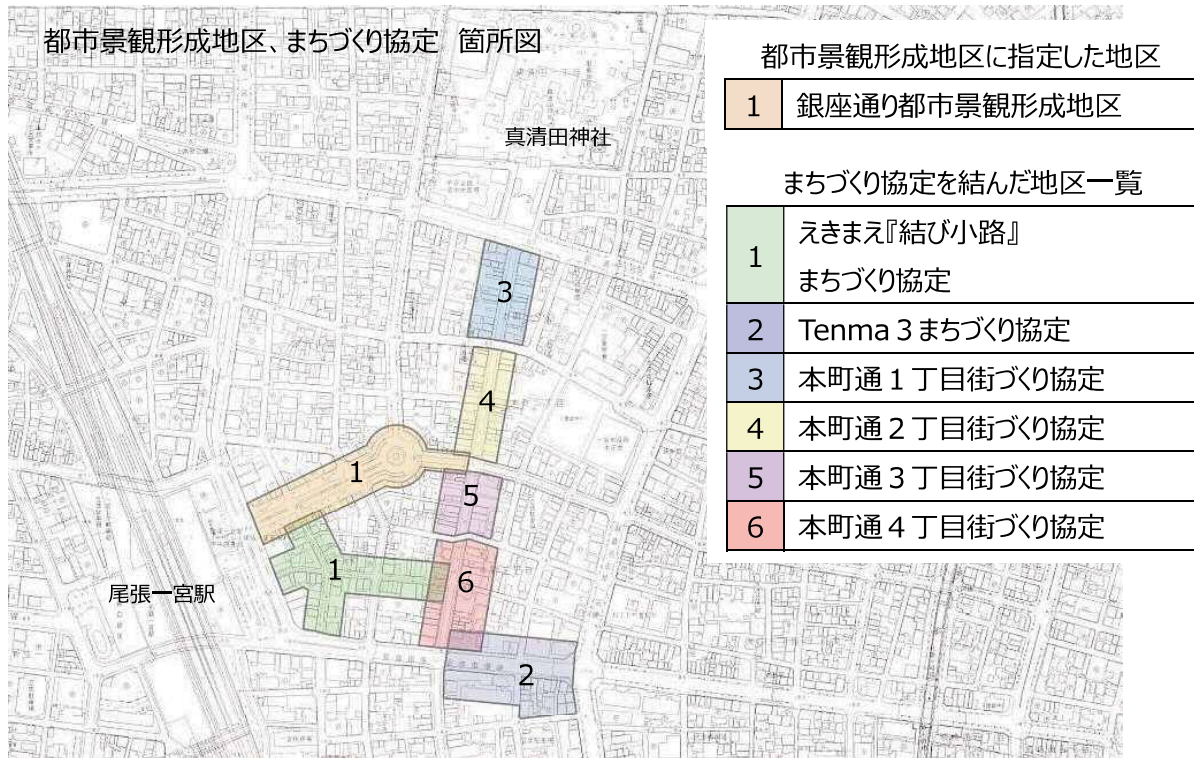 都市景観形成地区、まちづくり協定 箇所図
真清田神社
尾張一宮駅
3
4
1
5
1
6
2
都市景観形成地区に指定した地区
1 銀座通り都市景観形成地区
まちづくり協定を結んだ地区一覧
1 えきまえ『結び小路』
まちづくり協定
2 Tenma３まちづくり協定
3 本町通１丁目街づくり協定
4 本町通２丁目街づくり協定
5 本町通３丁目街づくり協定
6 本町通４丁目街づくり協定